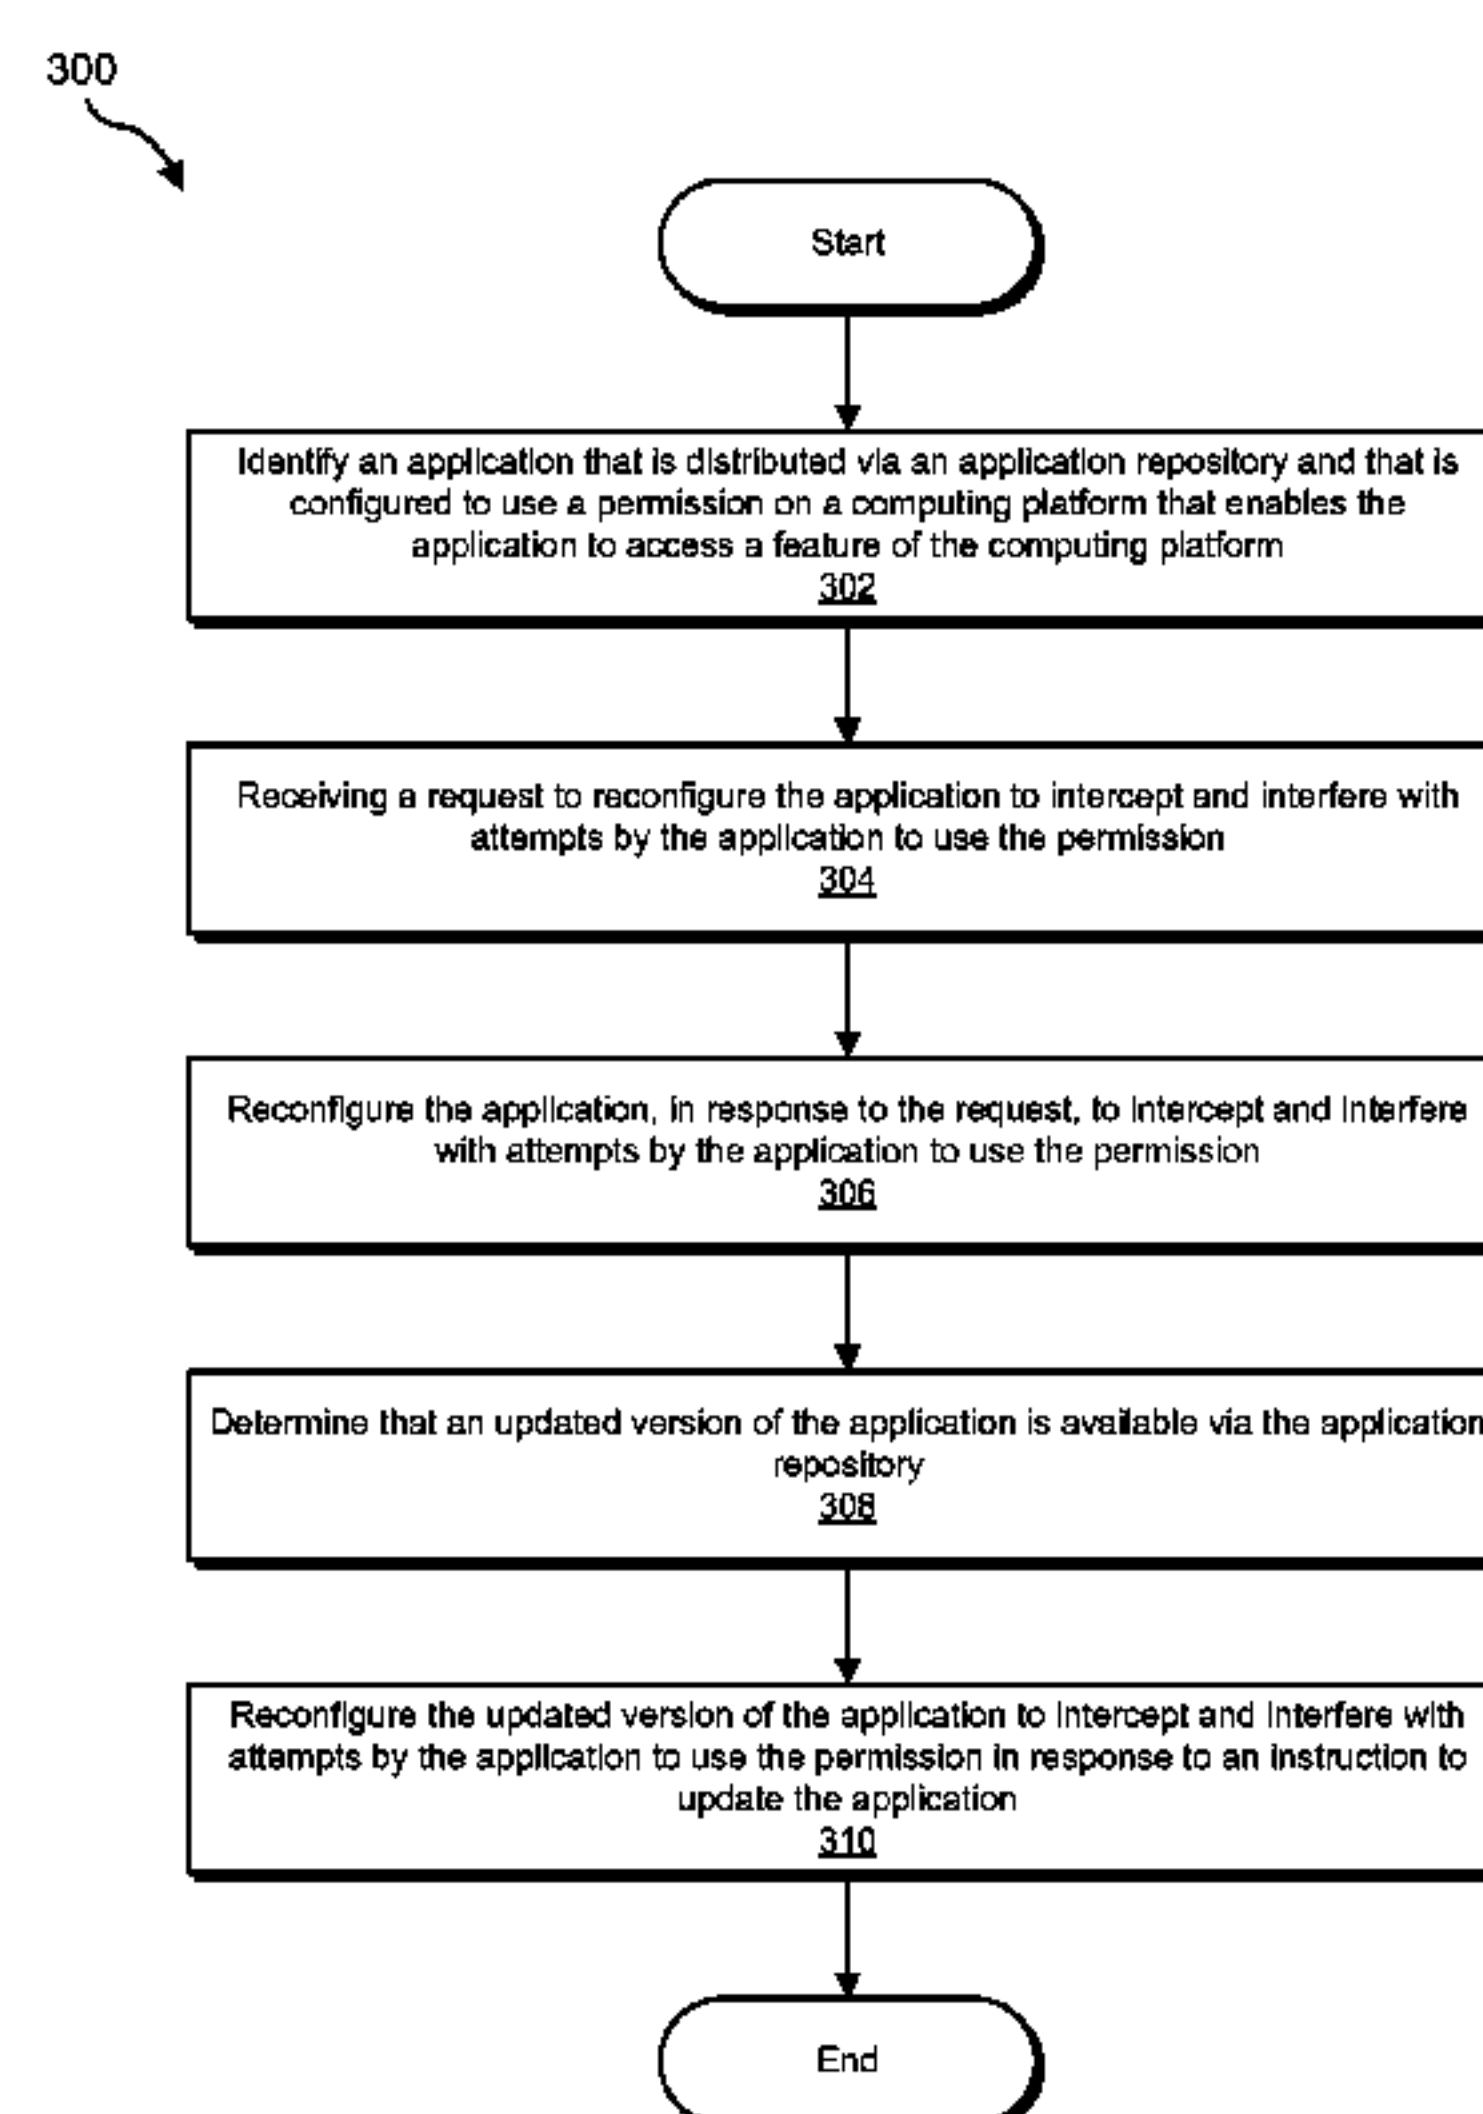 300
Start
Identify an application that is distributed via an application repository and that is
configured to use a permission on a computing platform that enables the
application to access a feature of the computing platform
302
Receiving a request to reconfigure the application to intercept and interfere with
attempts by the application to use the permission
304
Reconfigure the application, in response to the request, to intercept and interfere
with attempts by the application to use the permission
306
Determine that an updated version of the application is available via the application
repository
308
Reconfigure the updated version of the application to intercept and interfere with
attempts by the application to use the permission in response to an instruction to
update the application
310
End